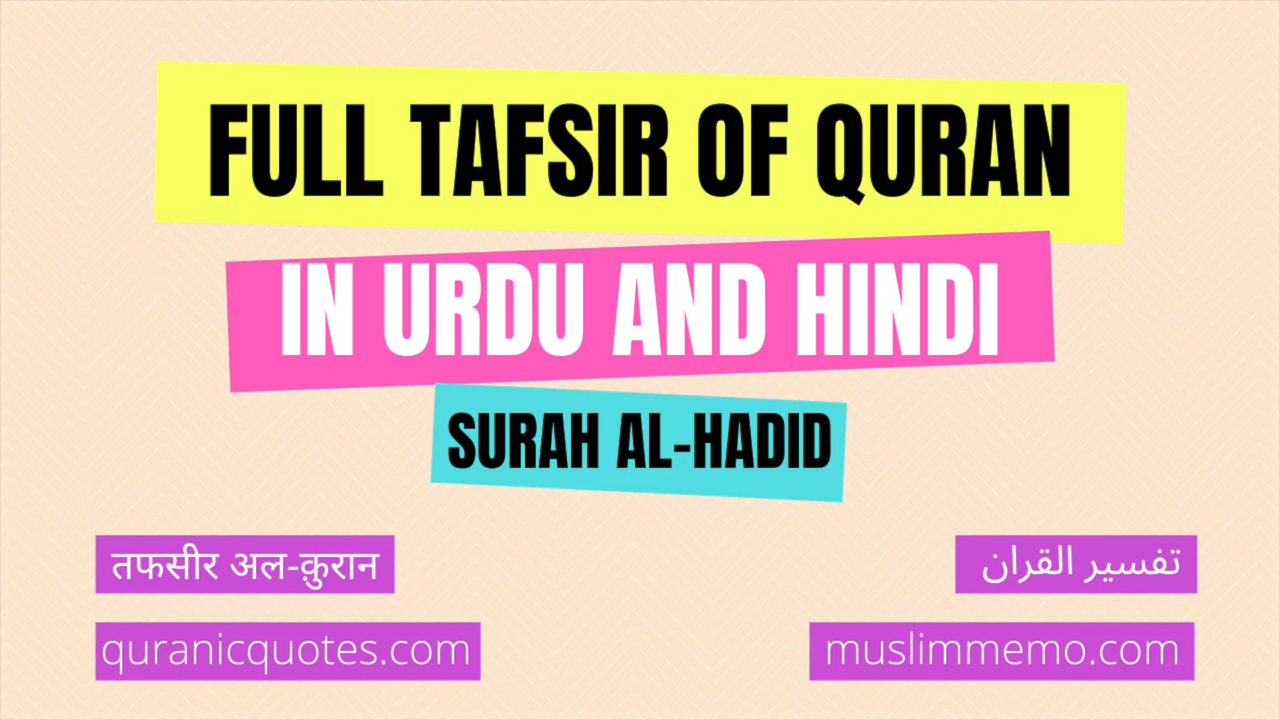 FULL TAFSIR OF QURAN
IN URDU AND HINDI
SURAH AL-HADID
तफसीर अल-क़ुरान
تفسير القران
quranicquotes.com
muslimmemo.com